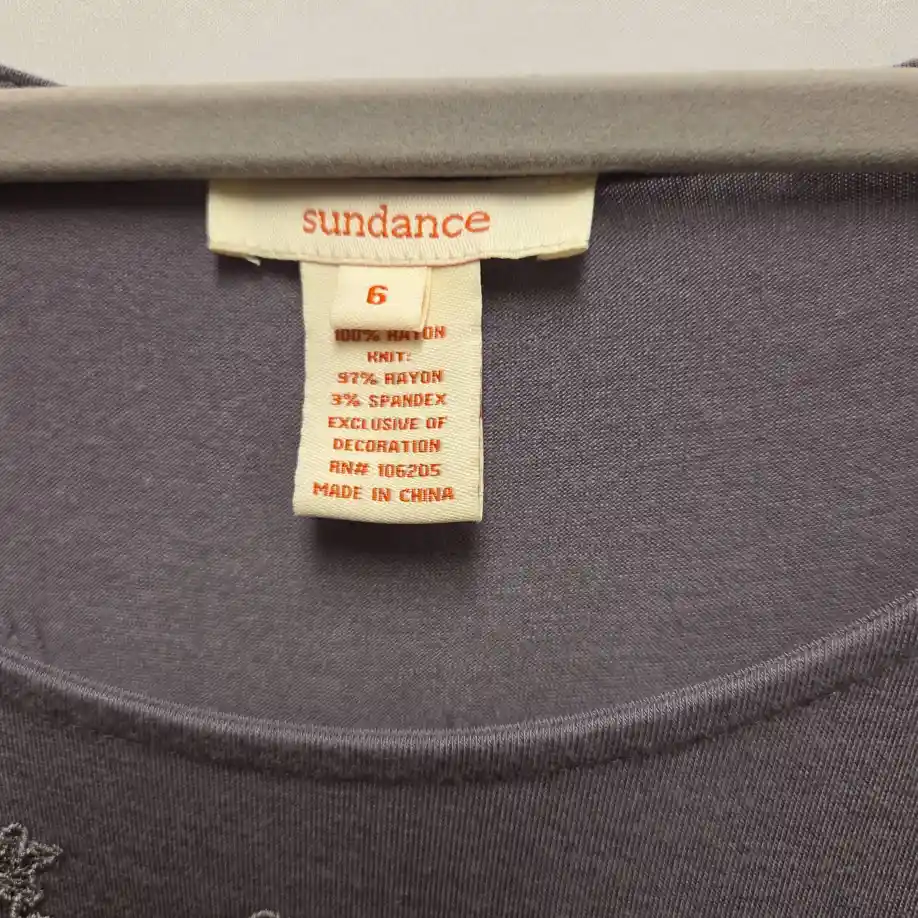 sundance
6
100% RAYON
KNIT:
97% RAYON
3% SPANDEX
EXCLUSIVE OF
DECORATION
RN# 106205
MADE IN CHINA